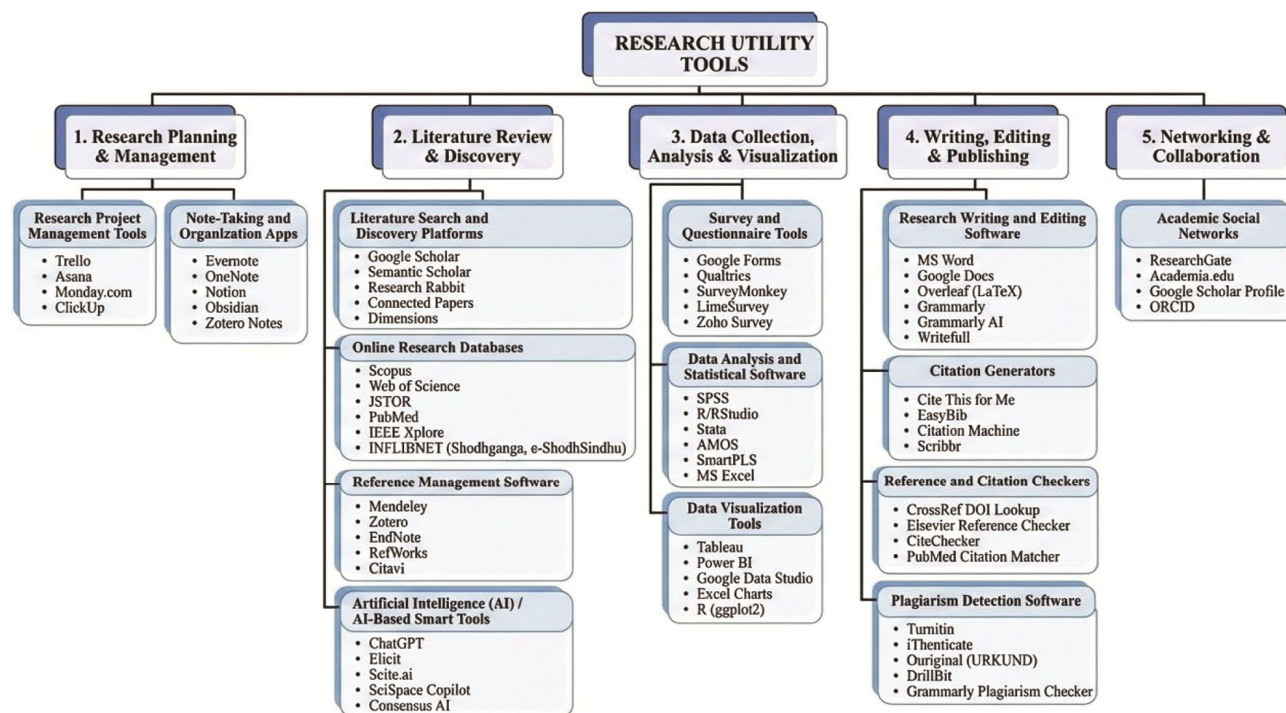 RESEARCH UTILITY
TOOLS
1. Research Planning
& Management
Research Project
Management Tools
• Trello
• Asana
• Monday.com
• ClickUp
Note-Taking and
Organization Apps
• Evernote
• OneNote
• Notion
• Obsidian
• Zotero Notes
2. Literature Review
& Discovery
Literature Search and
Discovery Platforms
• Google Scholar
• Semantic Scholar
• Research Rabbit
• Connected Papers
• Dimensions
Online Research Databases
• Scopus
• Web of Science
• JSTOR
• PubMed
• IEEE Xplore
• INFLIBNET (Shodhganga, e-ShodhSindhu)
Reference Management Software
• Mendeley
• Zotero
• EndNote
• RefWorks
• Citavi
Artificial Intelligence (AI) /
AI-Based Smart Tools
• ChatGPT
• Elicit
• Scite.ai
• SciSpace Copilot
• Consensus AI
3. Data Collection,
Analysis & Visualization
Survey and
Questionnaire Tools
• Google Forms
• Qualtrics
• SurveyMonkey
• LimeSurvey
• Zoho Survey
Data Analysis and
Statistical Software
• SPSS
• R/RStudio
• Stata
• AMOS
• SmartPLS
• MS Excel
Data Visualization
Tools
• Tableau
• Power BI
• Google Data Studio
• Excel Charts
• R (ggplot2)
4. Writing, Editing
& Publishing
Research Writing and Editing
Software
• MS Word
• Google Docs
• Overleaf (LaTeX)
• Grammarly
• Grammarly AI
• Writefull
Citation Generators
• Cite This for Me
• EasyBib
• Citation Machine
• Scribbr
Reference and Citation Checkers
• CrossRef DOI Lookup
• Elsevier Reference Checker
• CiteChecker
• PubMed Citation Matcher
Plagiarism Detection Software
• Turnitin
• iThenticate
• Ouriginal (URKUND)
• DrillBit
• Grammarly Plagiarism Checker
5. Networking &
Collaboration
Academic Social
Networks
• ResearchGate
• Academia.edu
• Google Scholar Profile
• ORCID